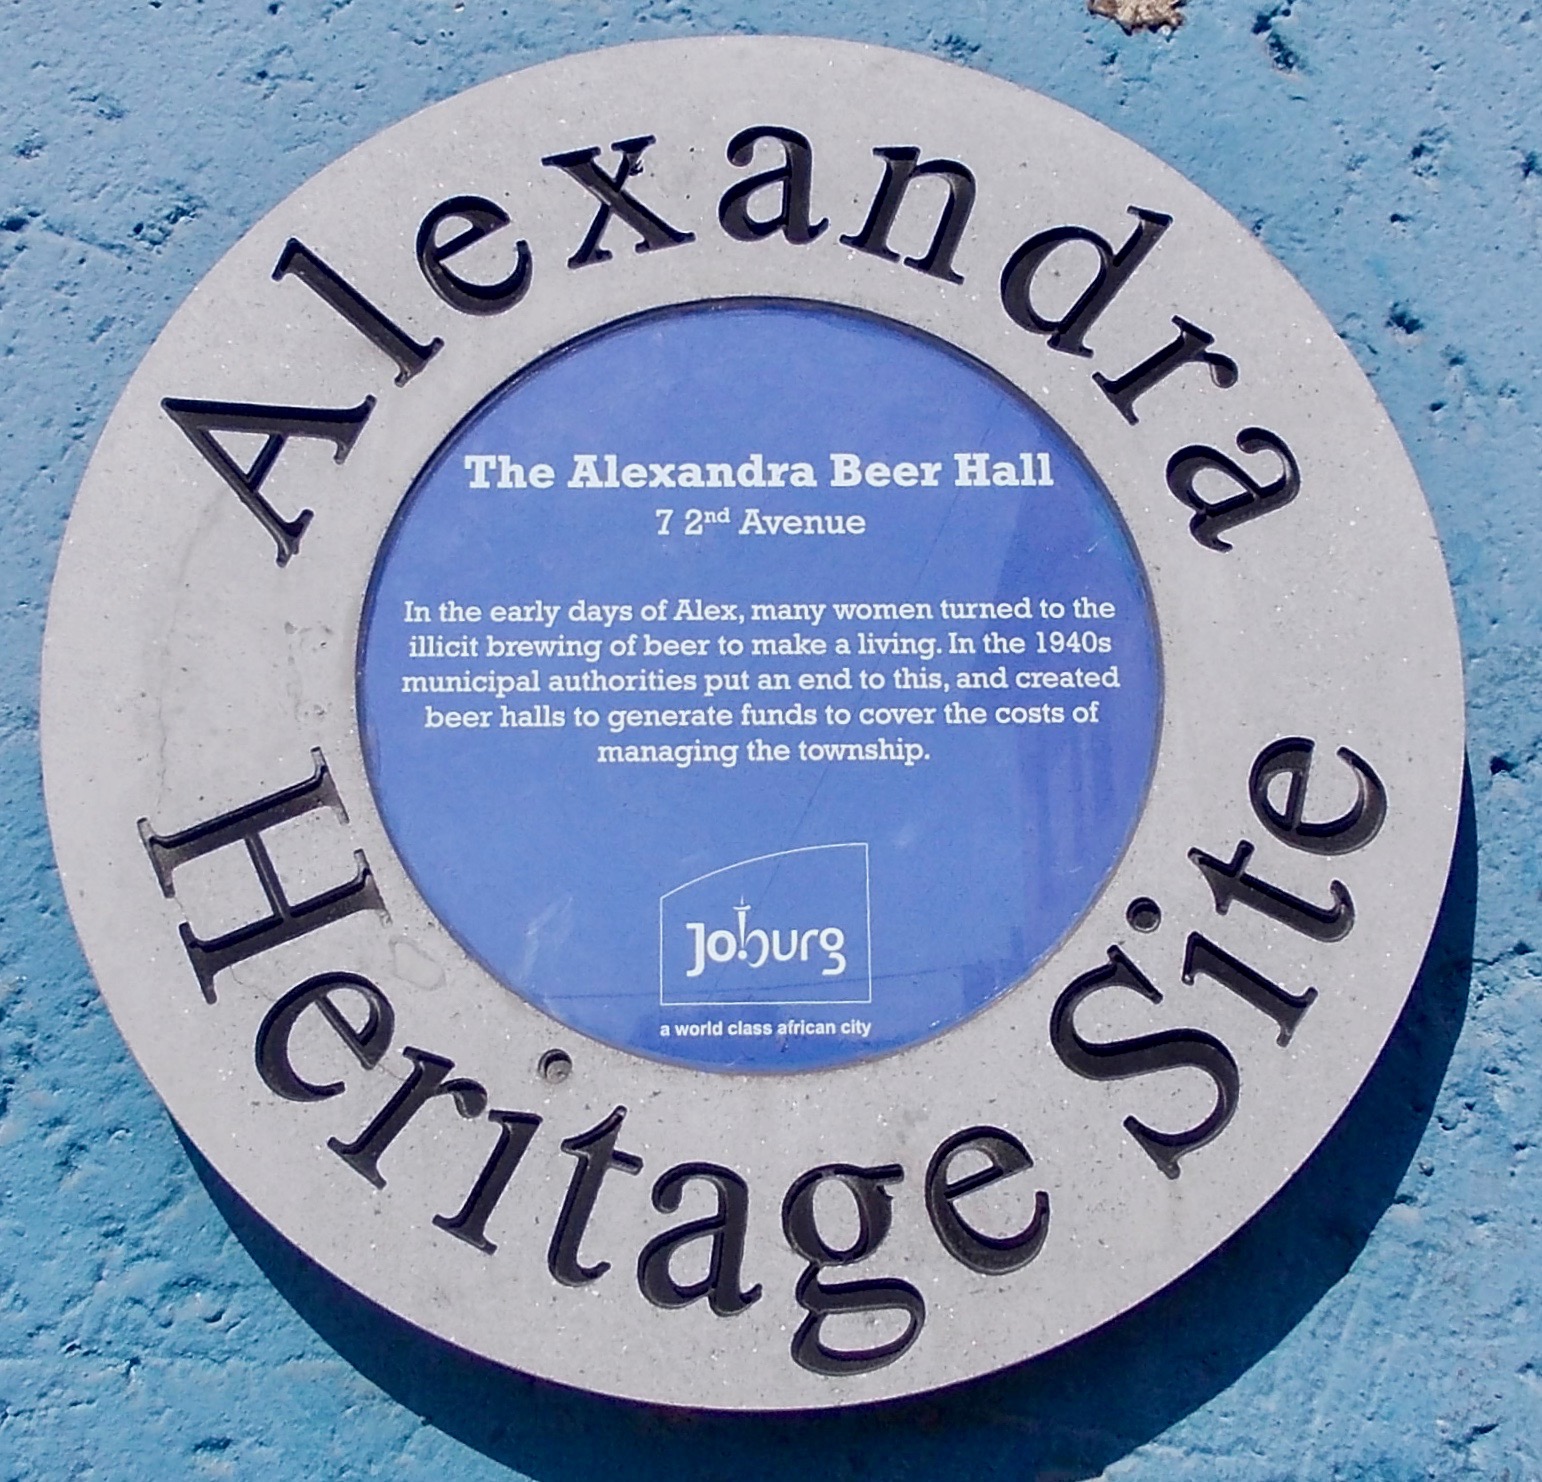 Alexandra
The Alexandra Beer Hall
7 2nd Avenue
In the early days of Alex, many women turned to the
illicit brewing of beer to make a living. In the 1940s
municipal authorities put an end to this, and created
beer halls to generate funds to cover the costs of
managing the township.
Joburg
a world class african city
Heritage Site